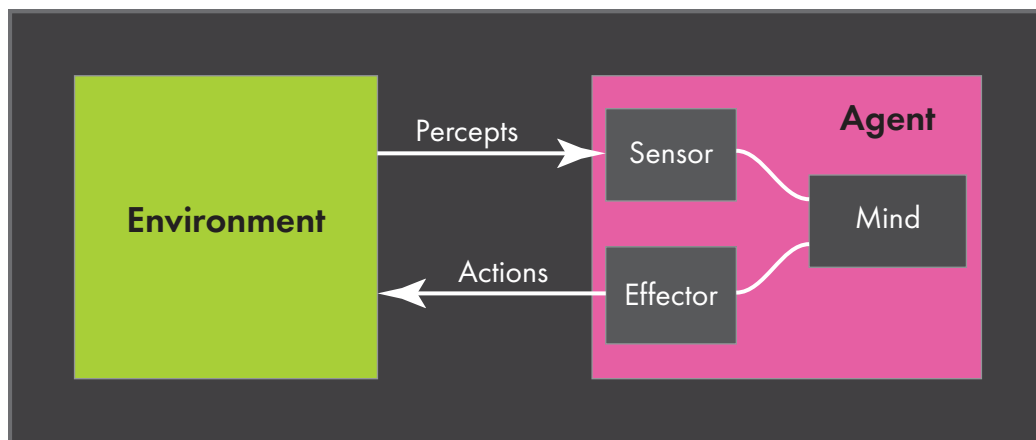 Percepts
Agent
Sensor
Environment
Mind
Actions
Effector